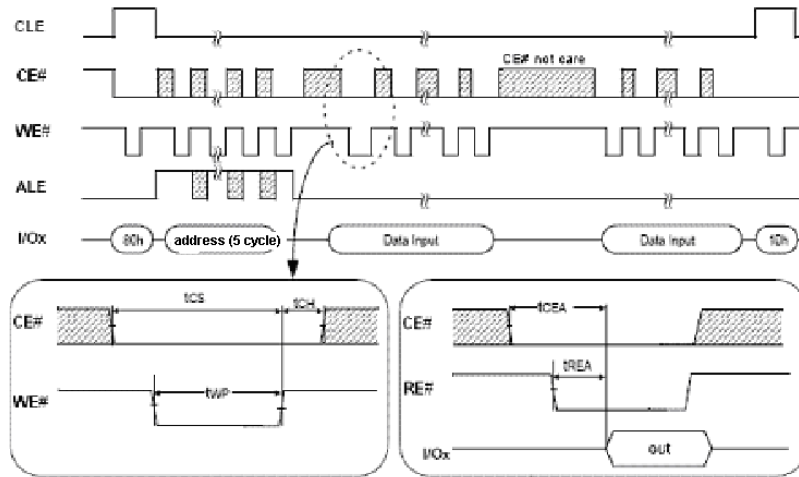 CLE
CE#
CE# not care
WE#
ALE
I/Ox
80h
address (5 cycle)
Data Input
Data Input
10h
CE#
tCS
tCH
WE#
tWP
CE#
tCEA
RE#
tREA
I/Ox
out